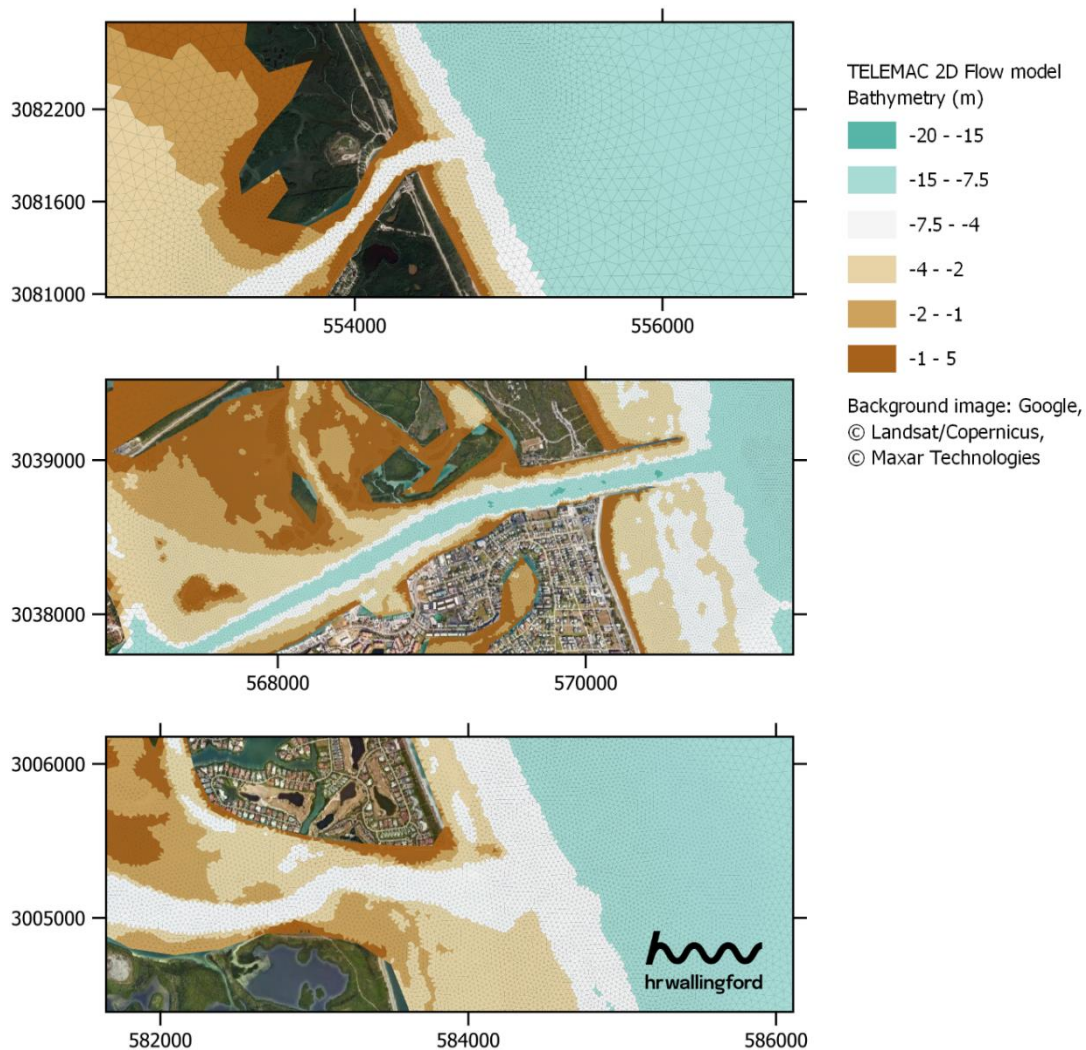 3082200
3081600
3081000
554000
556000
TELEMAC 2D Flow model
Bathymetry (m)
-20 - -15
-15 - -7.5
-7.5 - -4
-4 - -2
-2 - -1
-1 - 5
Background image: Google,
© Landsat/Copernicus,
© Maxar Technologies
3039000
3038000
568000
570000
3006000
3005000
582000
584000
586000
hrwallingford